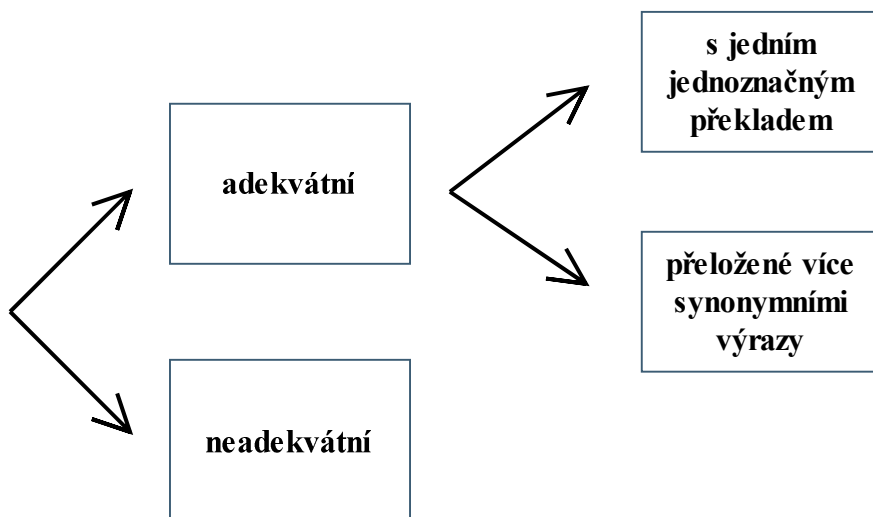 s jedním
jednoznačným
překladem
adekvátní
přeložené více
synonymními
výrazy
neadekvátní